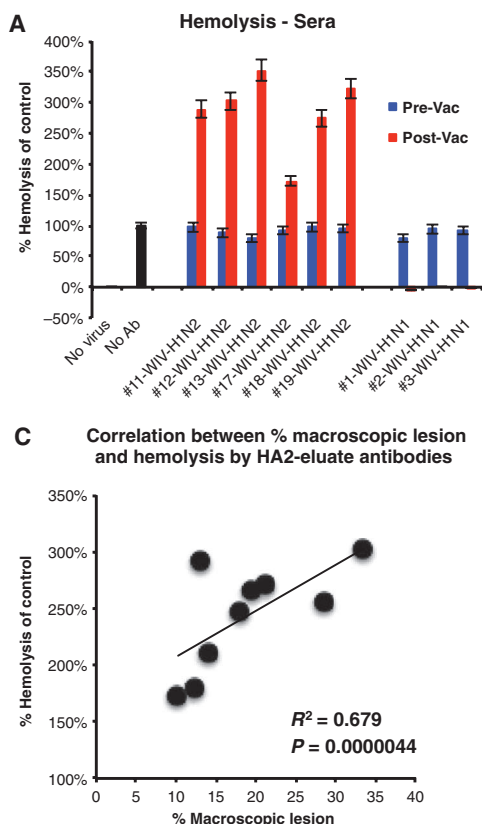 A
Hemolysis - Sera
% Hemolysis of control
400%
350%
300%
250%
200%
150%
100%
50%
0%
–50%
Pre-Vac
Post-Vac
No virus
No Ab
#11-WIV-H1N2
#12-WIV-H1N2
#13-WIV-H1N2
#17-WIV-H1N2
#18-WIV-H1N2
#19-WIV-H1N2
#1-WIV-H1N1
#2-WIV-H1N1
#3-WIV-H1N1
C
Correlation between % macroscopic lesion
and hemolysis by HA2-eluate antibodies
% Hemolysis of control
350%
300%
250%
200%
150%
100%
R² = 0.679
P = 0.0000044
0 5 10 15 20 25 30 35 40
% Macroscopic lesion